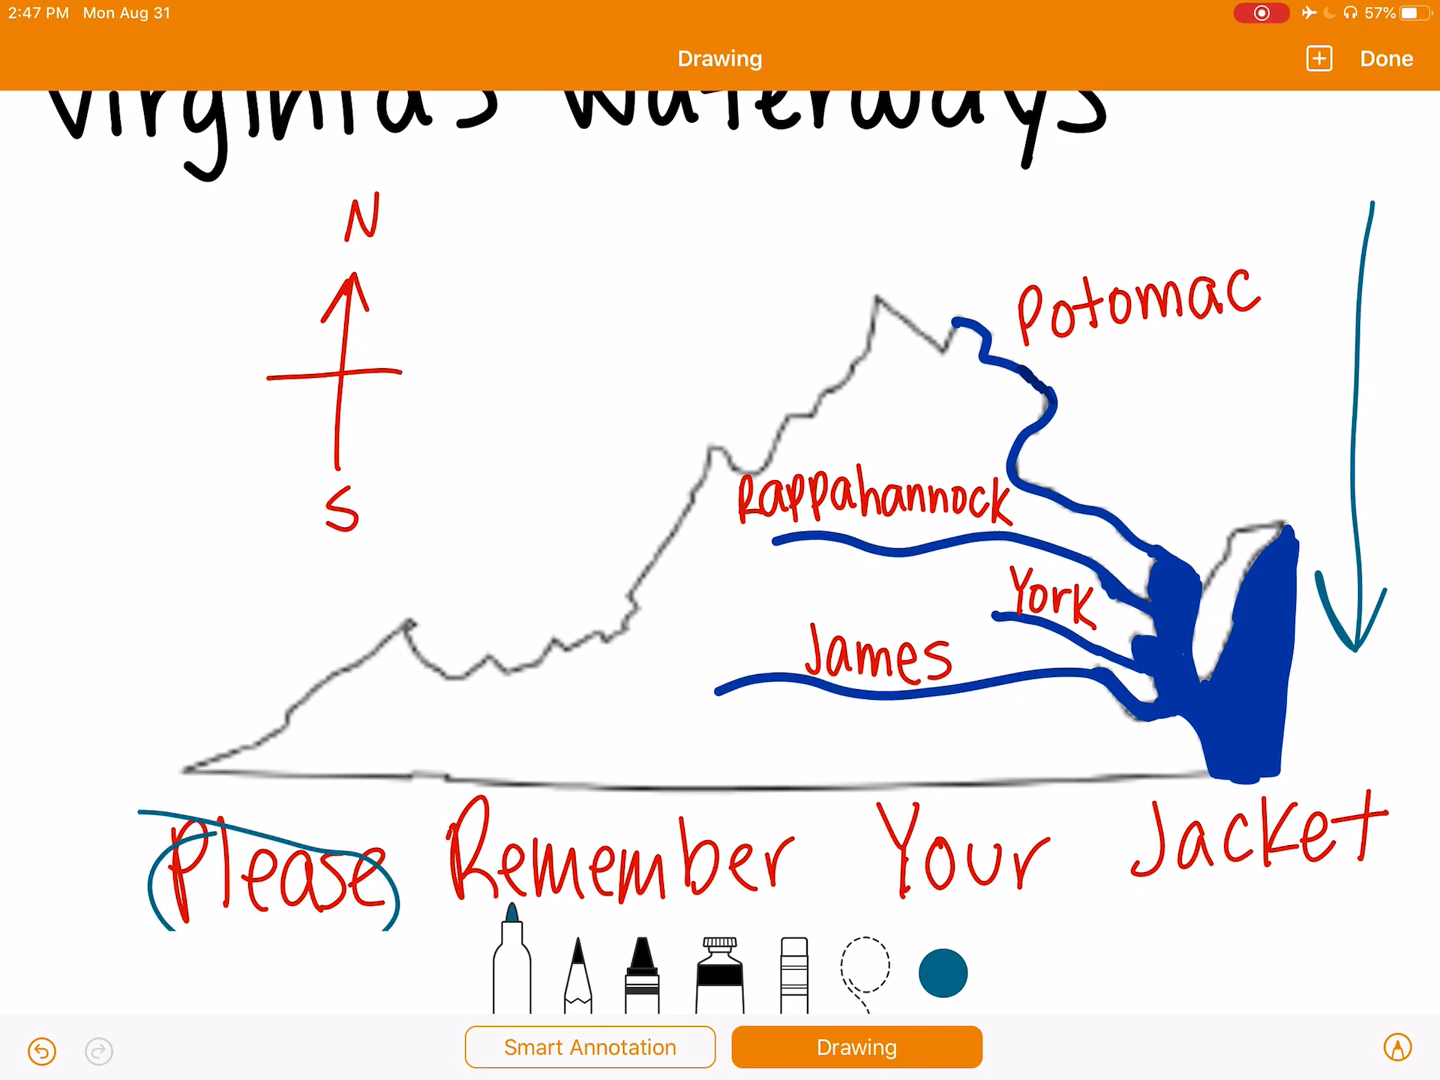 2:47 PM Mon Aug 31
57%
Drawing
Done
Virginia's Waterways
N
S
Potomac
Rappahannock
York
James
Please Remember Your Jacket
Smart Annotation
Drawing